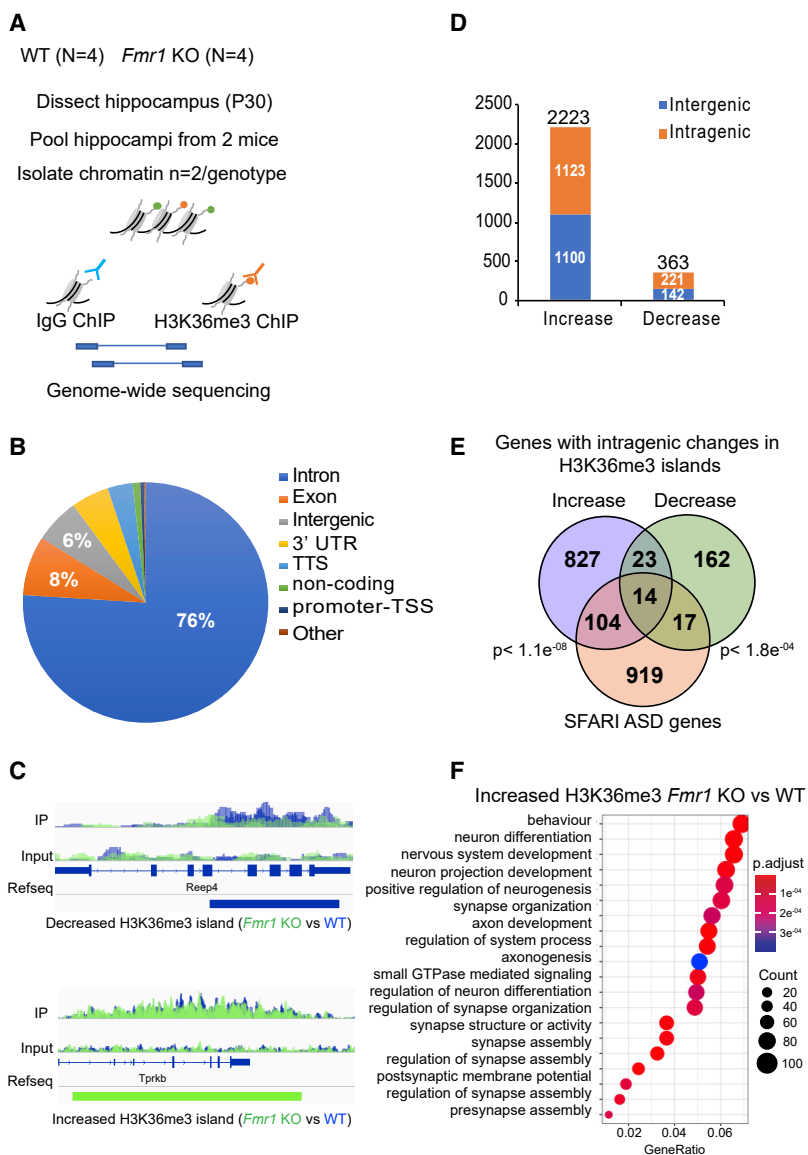 A
WT (N=4) Fmr1 KO (N=4)
Dissect hippocampus (P30)
Pool hippocampi from 2 mice
Isolate chromatin n=2/genotype
IgG ChIP
H3K36me3 ChIP
Genome-wide sequencing
B
6%
8%
76%
Intron
Exon
Intergenic
3' UTR
TTS
non-coding
promoter-TSS
Other
C
IP
Input
Refseq
Reep4
Decreased H3K36me3 island (Fmr1 KO vs WT)
IP
Input
Refseq
Tprkb
Increased H3K36me3 island (Fmr1 KO vs WT)
D
2500
2000
1500
1000
500
0
2223
1123
1100
363
221
142
Increase
Decrease
Intergenic
Intragenic
E
Genes with intragenic changes in
H3K36me3 islands
Increase
Decrease
827
23
162
14
104
17
919
p< 1.1e-08
p< 1.8e-04
SFARI ASD genes
F
Increased H3K36me3 Fmr1 KO vs WT
behaviour
neuron differentiation
nervous system development
neuron projection development
positive regulation of neurogenesis
synapse organization
axon development
regulation of system process
axonogenesis
small GTPase mediated signaling
regulation of neuron differentiation
regulation of synapse organization
synapse structure or activity
synapse assembly
regulation of synapse assembly
postsynaptic membrane potential
regulation of synapse assembly
presynapse assembly
0.02
0.04
0.06
GeneRatio
p.adjust
1e-04
2e-04
3e-04
Count
20
40
60
80
100